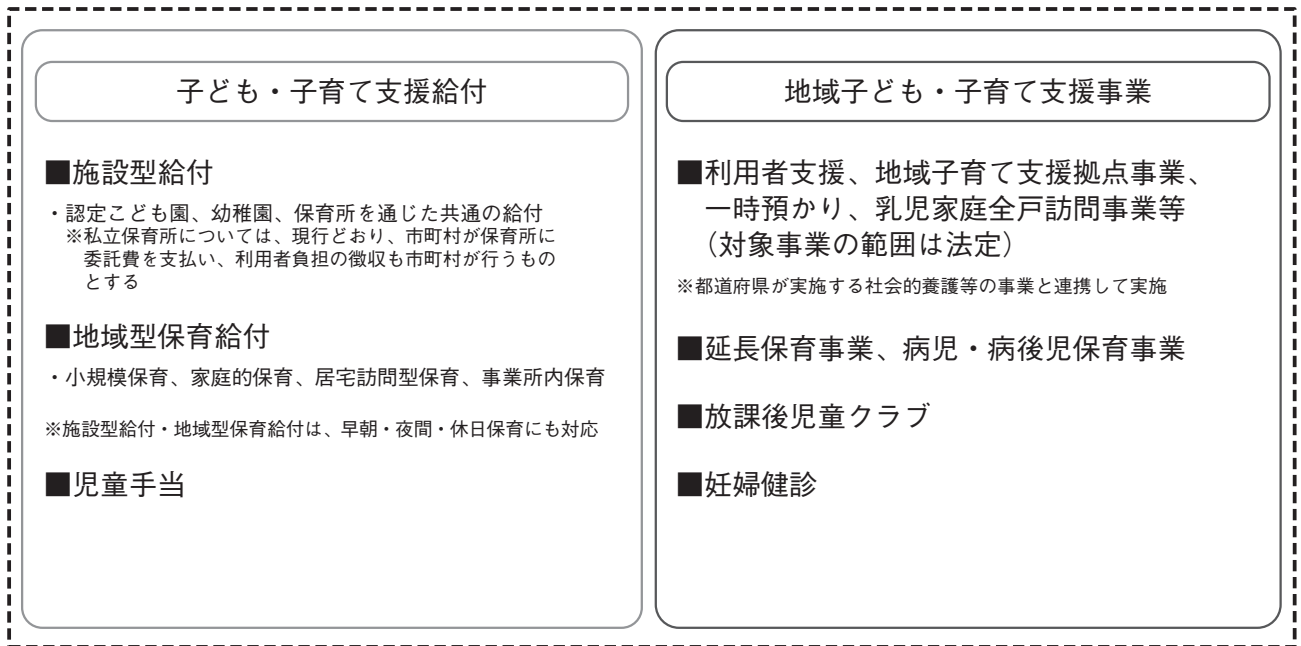 子ども・子育て支援給付
■施設型給付
・認定こども園、幼稚園、保育所を通じた共通の給付
※私立保育所については、現行どおり、市町村が保育所に
委託費を支払い、利用者負担の徴収も市町村が行うもの
とする
■地域型保育給付
・小規模保育、家庭的保育、居宅訪問型保育、事業所内保育
※施設型給付・地域型保育給付は、早朝・夜間・休日保育にも対応
■児童手当
地域子ども・子育て支援事業
■利用者支援、地域子育て支援拠点事業、
一時預かり、乳児家庭全戸訪問事業等
（対象事業の範囲は法定）
※都道府県が実施する社会的養護等の事業と連携して実施
■延長保育事業、病児・病後児保育事業
■放課後児童クラブ
■妊婦健診